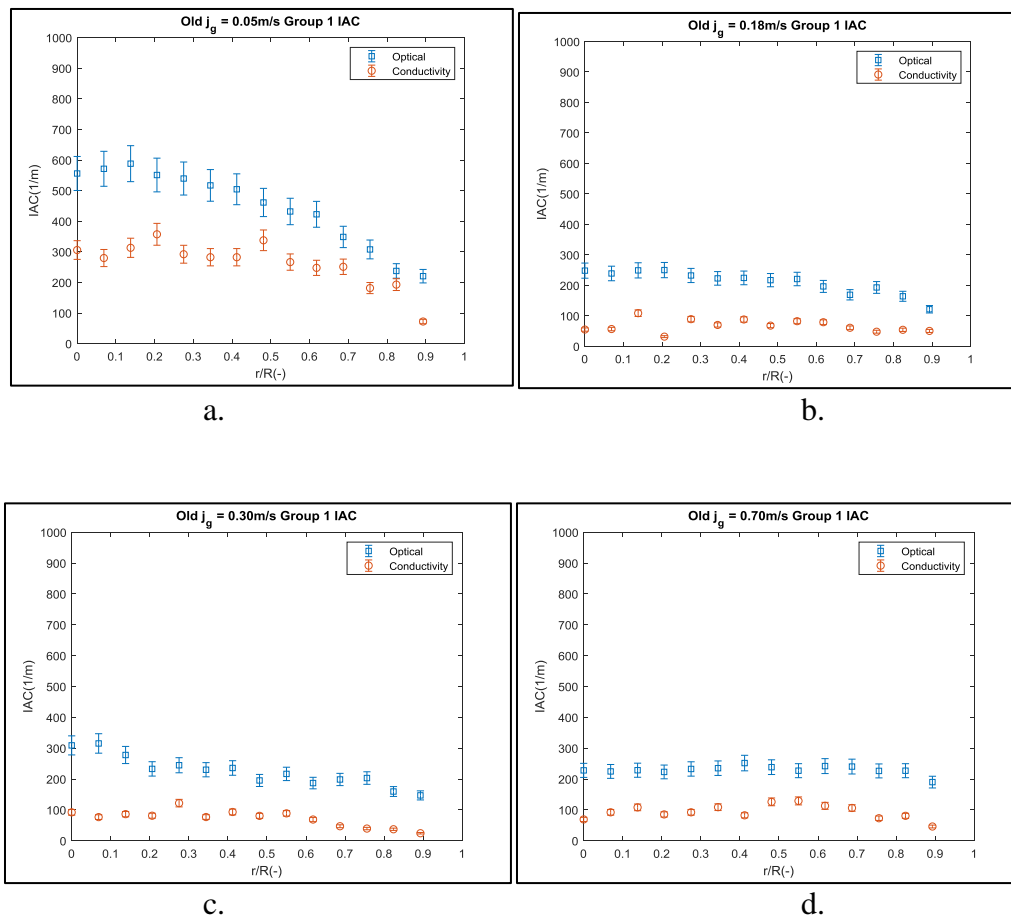 Old j_g = 0.05m/s Group 1 IAC
Optical
Conductivity
IAC(1/m)
1000
900
800
700
600
500
400
300
200
100
0
0 0.1 0.2 0.3 0.4 0.5 0.6 0.7 0.8 0.9 1
r/R(-)
a.
Old j_g = 0.18m/s Group 1 IAC
Optical
Conductivity
IAC(1/m)
1000
900
800
700
600
500
400
300
200
100
0
0 0.1 0.2 0.3 0.4 0.5 0.6 0.7 0.8 0.9 1
r/R(-)
b.
Old j_g = 0.30m/s Group 1 IAC
Optical
Conductivity
IAC(1/m)
1000
900
800
700
600
500
400
300
200
100
0
0 0.1 0.2 0.3 0.4 0.5 0.6 0.7 0.8 0.9 1
r/R(-)
c.
Old j_g = 0.70m/s Group 1 IAC
Optical
Conductivity
IAC(1/m)
1000
900
800
700
600
500
400
300
200
100
0
0 0.1 0.2 0.3 0.4 0.5 0.6 0.7 0.8 0.9 1
r/R(-)
d.